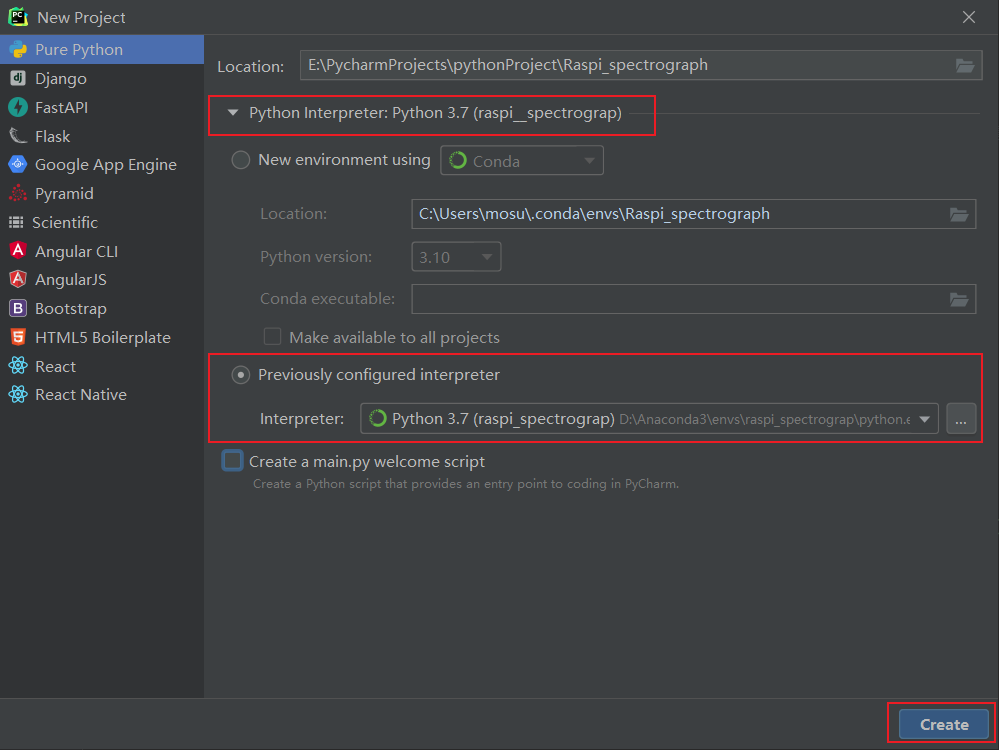 New Project
Pure Python
Django
FastAPI
Flask
Google App Engine
Pyramid
Scientific
Angular CLI
AngularJS
Bootstrap
HTML5 Boilerplate
React
React Native
Location: E:\PycharmProjects\pythonProject\Raspi_spectrograph
Python Interpreter: Python 3.7 (raspi__spectrograp)
New environment using Conda
Location: C:\Users\mosu\.conda\envs\Raspi_spectrograph
Python version: 3.10
Conda executable:
Make available to all projects
Previously configured interpreter
Interpreter: Python 3.7 (raspi_spectrograp) D:\Anaconda3\envs\raspi_spectrograp\python.e ...
Create a main.py welcome script
Create a Python script that provides an entry point to coding in PyCharm.
Create